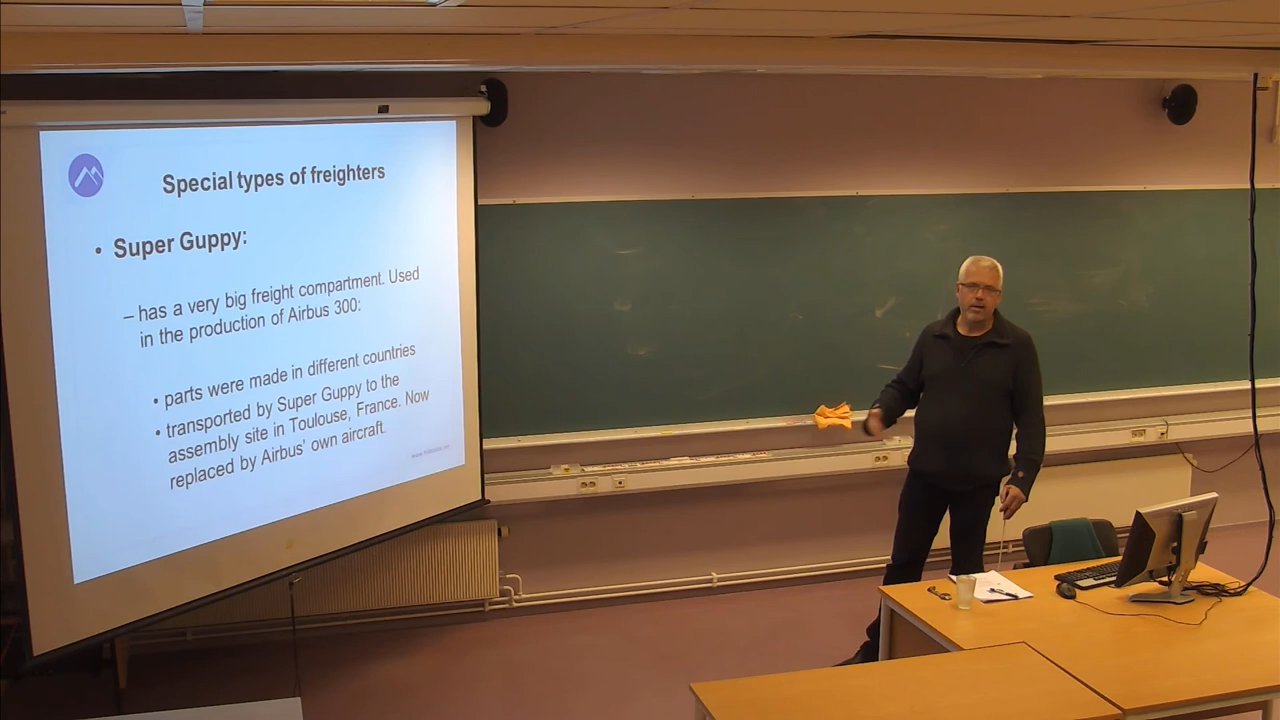 Special types of freighters
• Super Guppy:
– has a very big freight compartment. Used
in the production of Airbus 300:
• parts were made in different countries
• transported by Super Guppy to the
assembly site in Toulouse, France. Now
replaced by Airbus’ own aircraft.